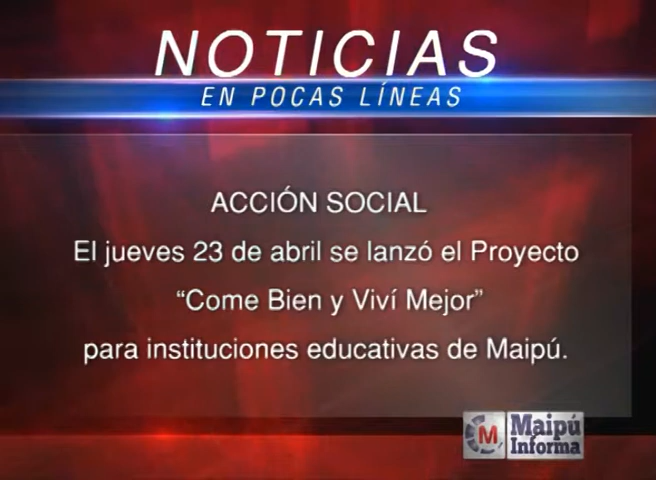 NOTICIAS
EN POCAS LÍNEAS
ACCIÓN SOCIAL
El jueves 23 de abril se lanzó el Proyecto
“Come Bien y Viví Mejor”
para instituciones educativas de Maipú.
M Maipú
Informa